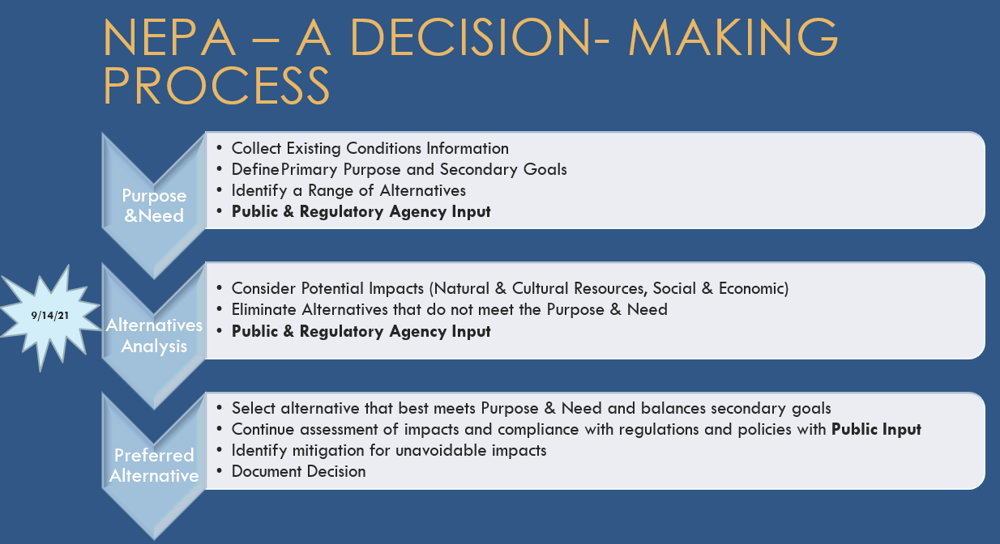 NEPA – A DECISION- MAKING
PROCESS
Purpose
&Need
• Collect Existing Conditions Information
• Define Primary Purpose and Secondary Goals
• Identify a Range of Alternatives
• Public & Regulatory Agency Input
9/14/21
Alternatives
Analysis
• Consider Potential Impacts (Natural & Cultural Resources, Social & Economic)
• Eliminate Alternatives that do not meet the Purpose & Need
• Public & Regulatory Agency Input
Preferred
Alternative
• Select alternative that best meets Purpose & Need and balances secondary goals
• Continue assessment of impacts and compliance with regulations and policies with Public Input
• Identify mitigation for unavoidable impacts
• Document Decision